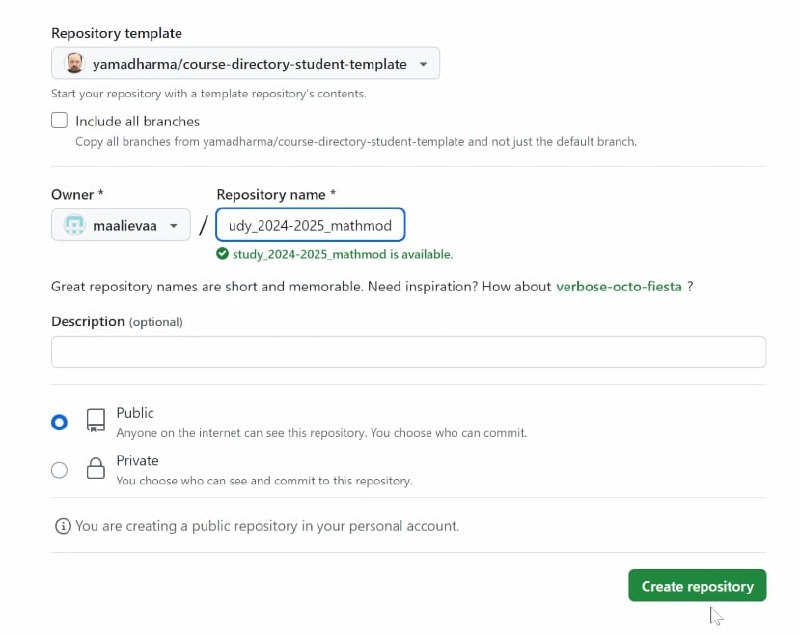 Repository template
yamadharma/course-directory-student-template
Start your repository with a template repository's contents.
Include all branches
Copy all branches from yamadharma/course-directory-student-template and not just the default branch.
Owner * Repository name *
maalievaa / udy_2024-2025_mathmod
study_2024-2025_mathmod is available.
Great repository names are short and memorable. Need inspiration? How about verbose-octo-fiesta ?
Description (optional)
Public
Anyone on the internet can see this repository. You choose who can commit.
Private
You choose who can see and commit to this repository.
You are creating a public repository in your personal account.
Create repository